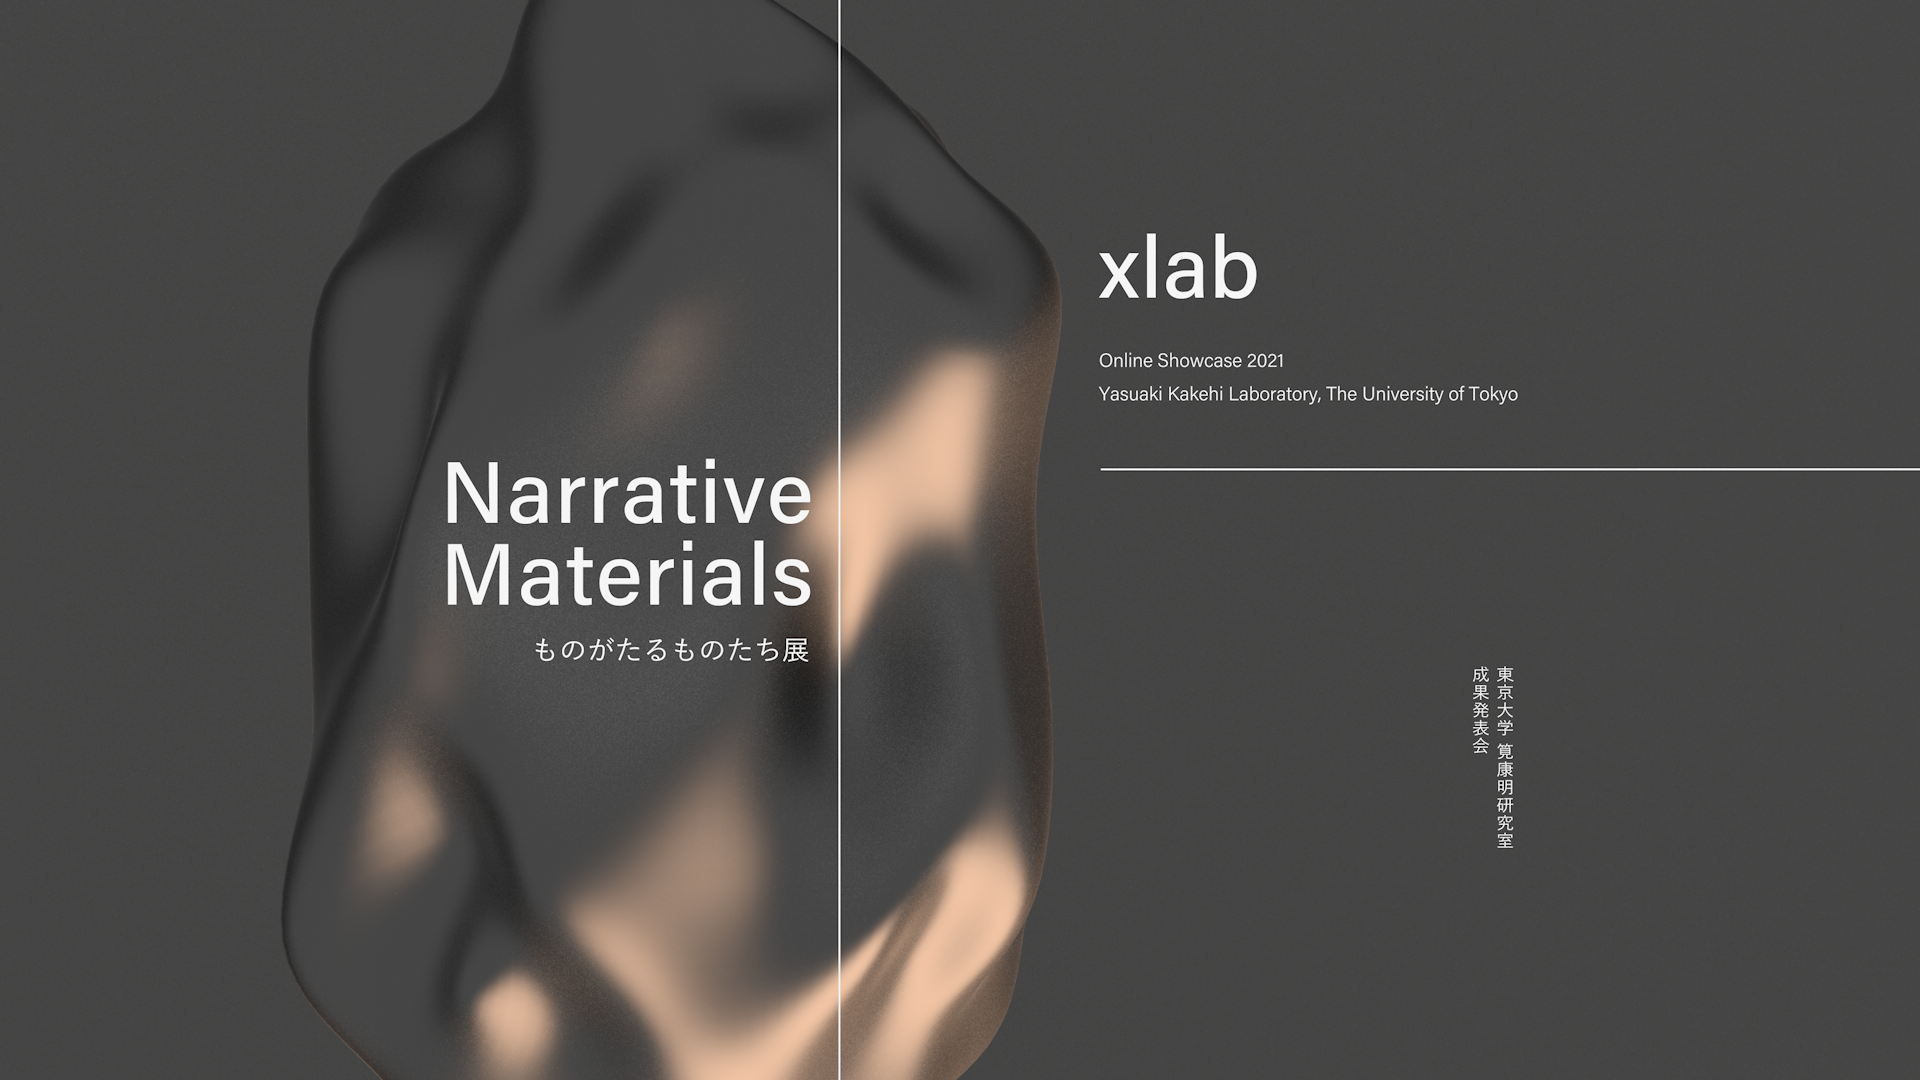 Narrative
Materials
ものがたるものたち展
xlab
Online Showcase 2021
Yasuaki Kakehi Laboratory, The University of Tokyo
東京大学 筧康明研究室
成果発表会